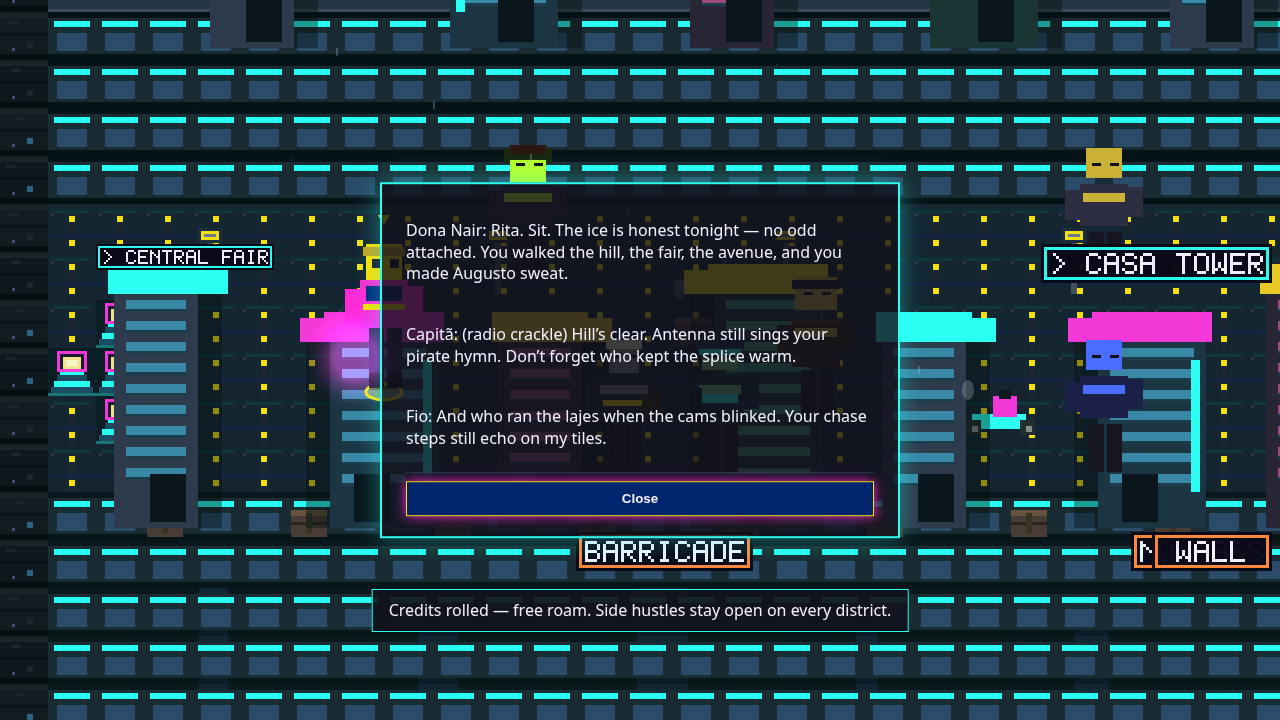 > CENTRAL FAIR
> CASA TOWER
Dona Nair: Rita. Sit. The ice is honest tonight — no odd
attached. You walked the hill, the fair, the avenue, and you
made Augusto sweat.
Capitã: (radio crackle) Hill’s clear. Antenna still sings your
pirate hymn. Don’t forget who kept the splice warm.
Fio: And who ran the lajes when the cams blinked. Your chase
steps still echo on my tiles.
Close
BARRICADE
WALL
Credits rolled — free roam. Side hustles stay open on every district.